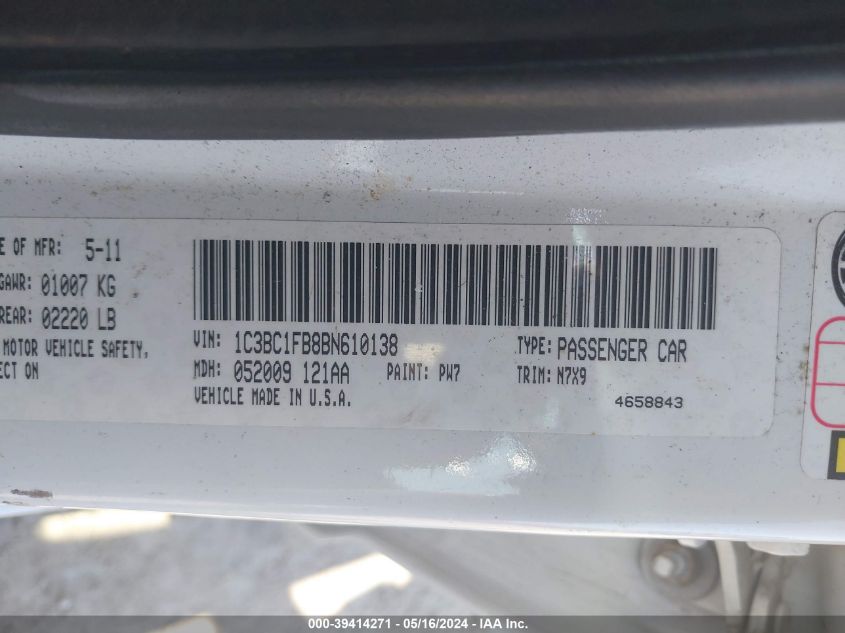 E OF MFR: 5-11
GAWR: 01007 KG
REAR: 02220 LB
MOTOR VEHICLE SAFETY,
ECT ON
VIN: 1C3BC1FB8BN610138
TYPE: PASSENGER CAR
MDH: 052009 121AA PAINT: PW7 TRIM: N7X9
VEHICLE MADE IN U.S.A. 4658843
000-39414271 - 05/16/2024 - IAA Inc.